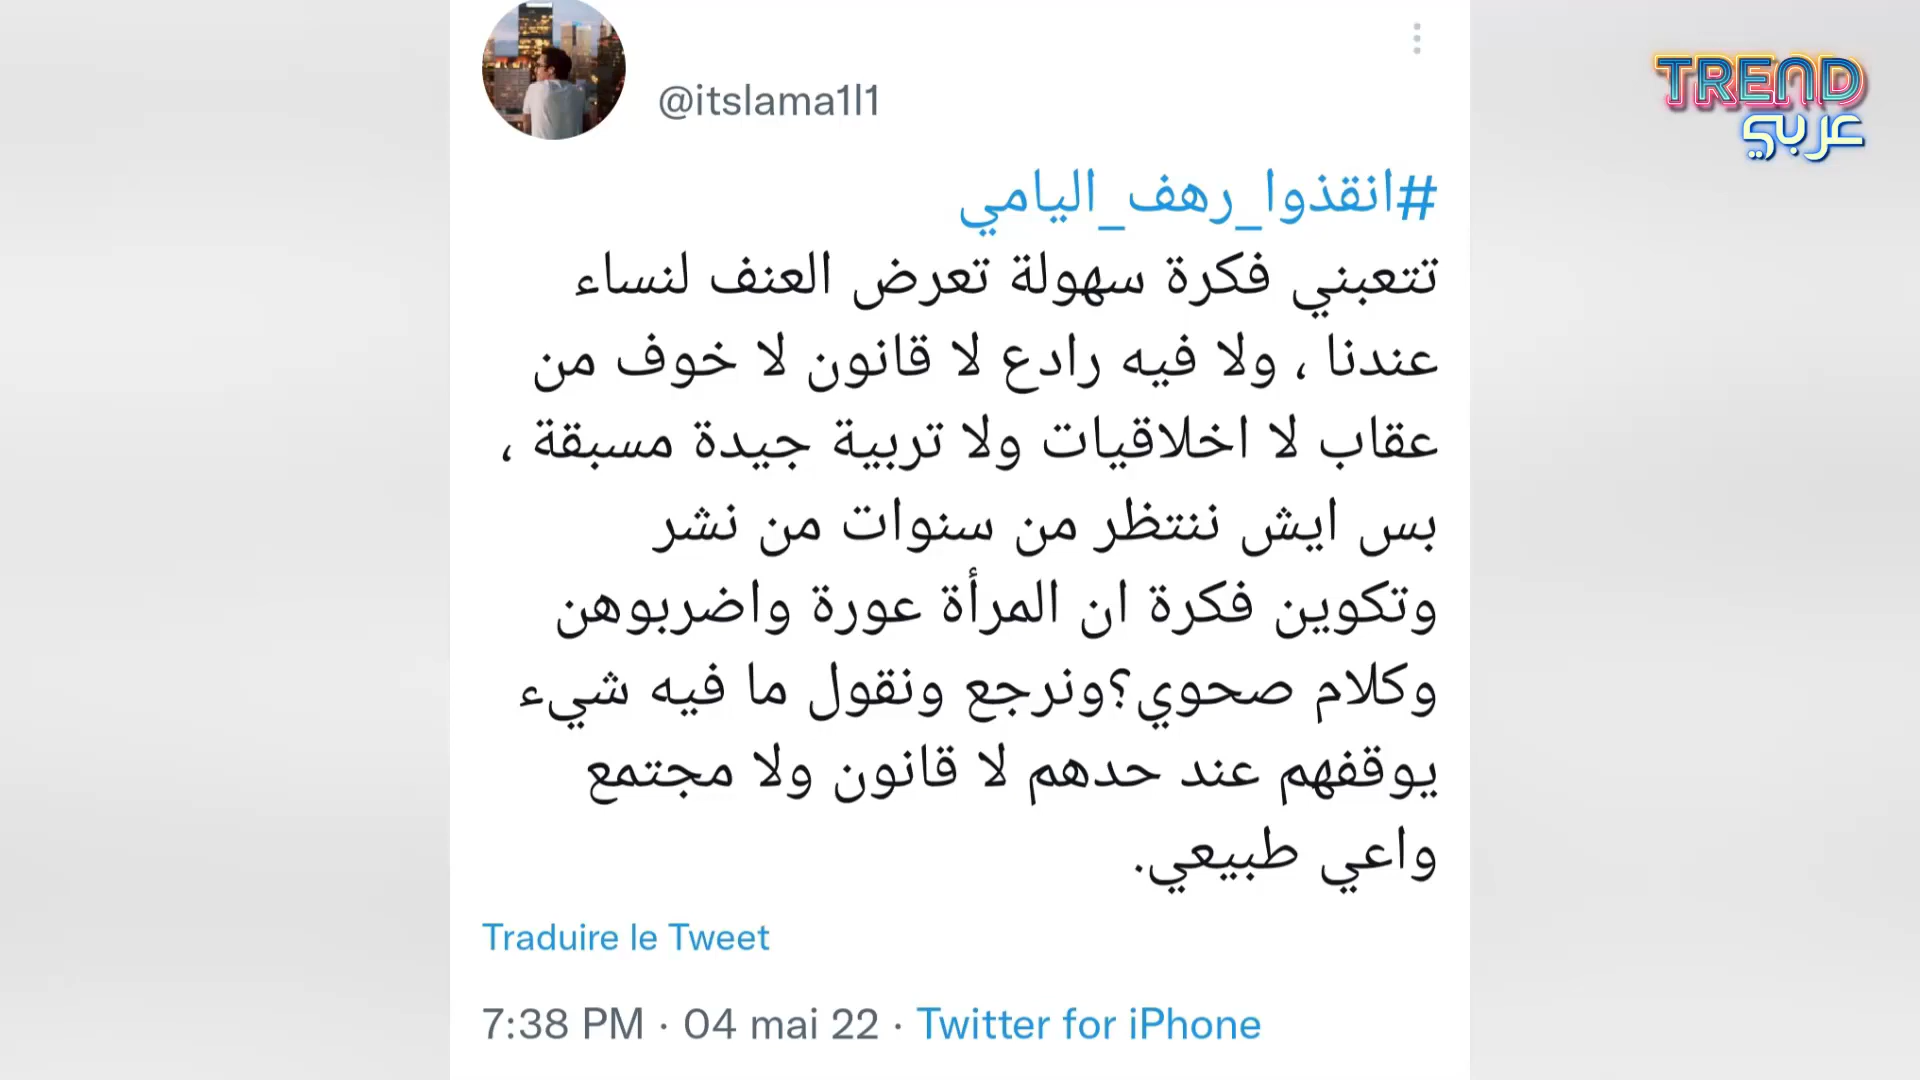 @itslama1l1
TREND
عربي
#انقذوا_رهف_اليامي
تتعبني فكرة سهولة تعرض العنف لنساء
عندنا ، ولا فيه رادع لا قانون لا خوف من
عقاب لا اخلاقيات ولا تربية جيدة مسبقة ،
بس ايش ننتظر من سنوات من نشر
وتكوين فكرة ان المرأة عورة واضربوهن
وكلام صحوي؟ونرجع ونقول ما فيه شيء
يوقفهم عند حدهم لا قانون ولا مجتمع
واعي طبيعي.
Traduire le Tweet
7:38 PM · 04 mai 22 · Twitter for iPhone